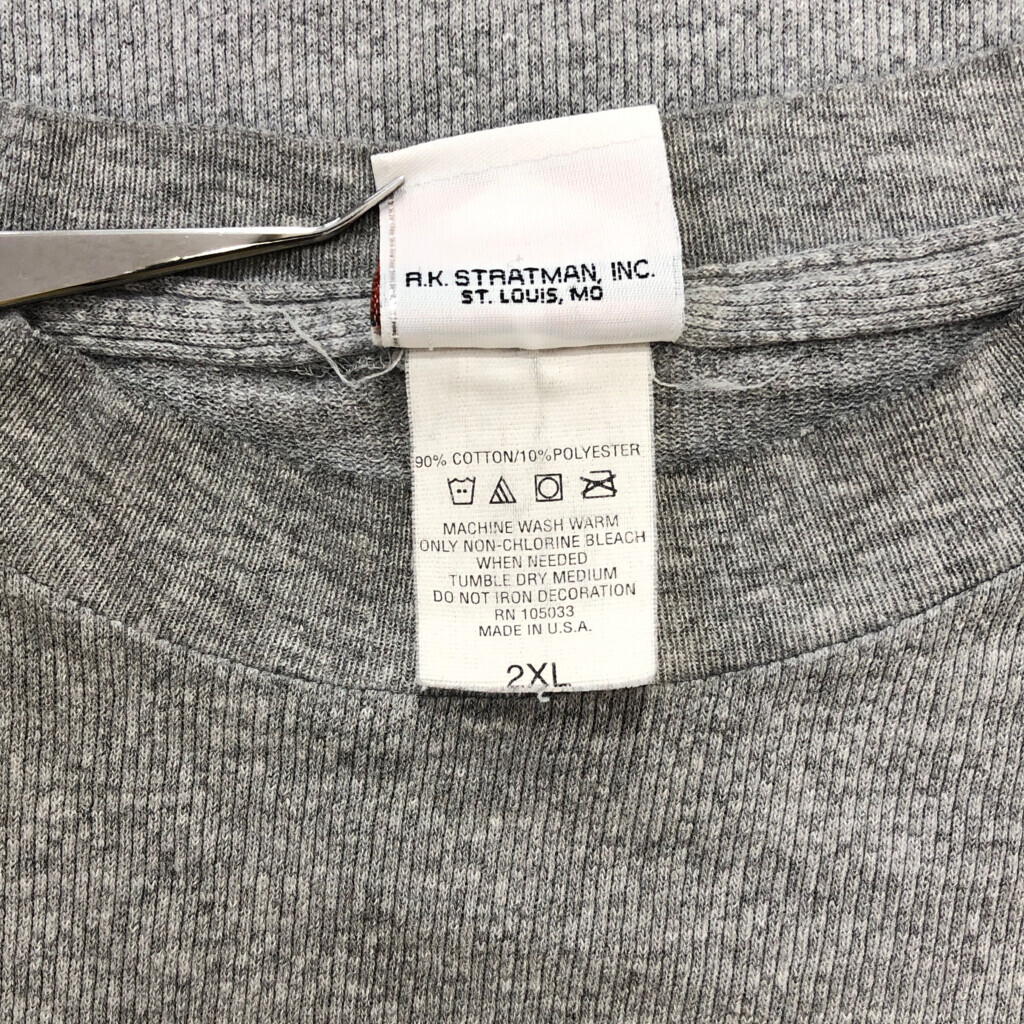 R.K. STRATMAN, INC.
ST. LOUIS, MO
90% COTTON/10%POLYESTER
MACHINE WASH WARM
ONLY NON-CHLORINE BLEACH
WHEN NEEDED
TUMBLE DRY MEDIUM
DO NOT IRON DECORATION
RN 105033
MADE IN U.S.A.
2XL